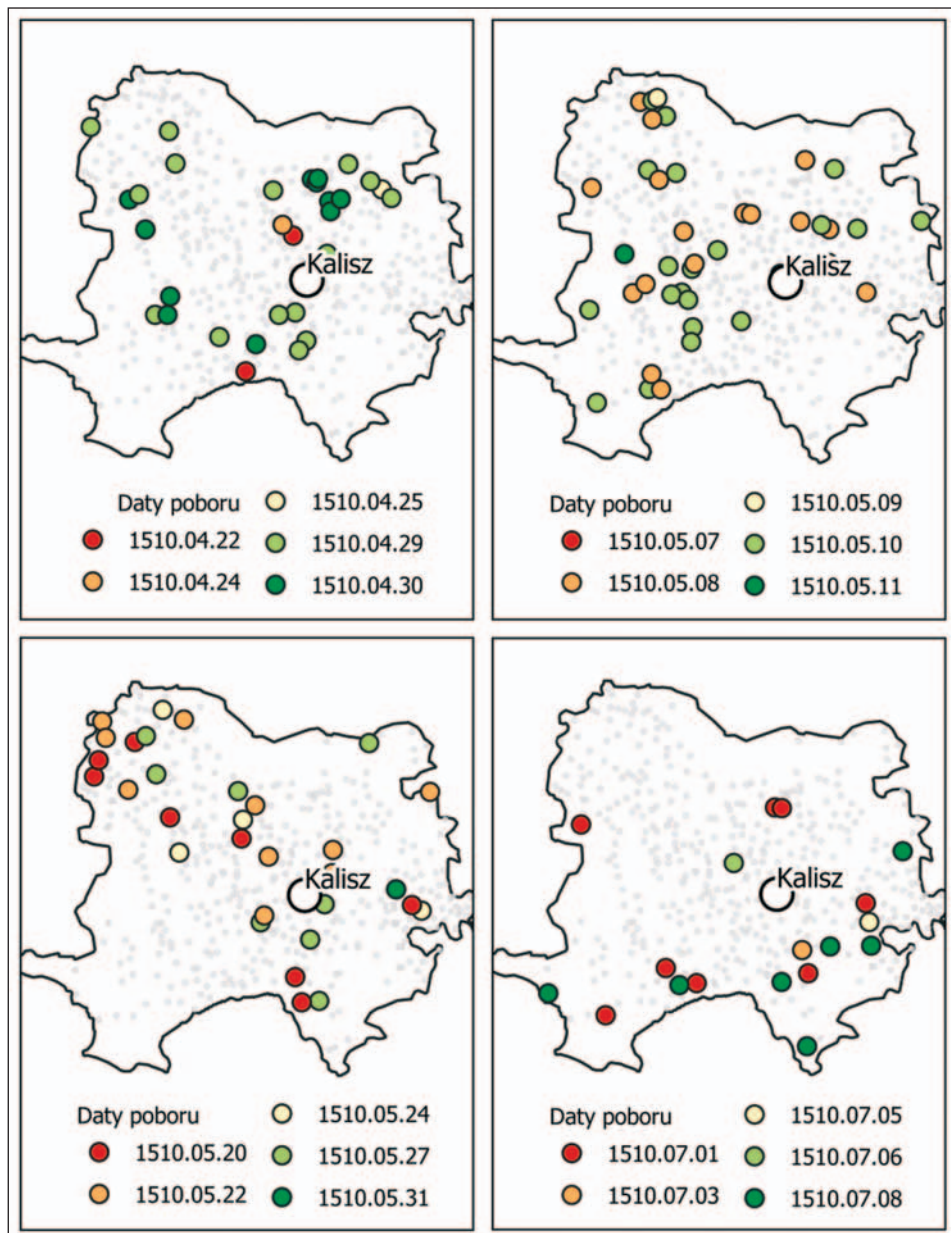 Kalisz
Daty poboru
1510.04.22
1510.04.24
1510.04.25
1510.04.29
1510.04.30
Kalisz
Daty poboru
1510.05.07
1510.05.08
1510.05.09
1510.05.10
1510.05.11
Kalisz
Daty poboru
1510.05.20
1510.05.22
1510.05.24
1510.05.27
1510.05.31
Kalisz
Daty poboru
1510.07.01
1510.07.03
1510.07.05
1510.07.06
1510.07.08